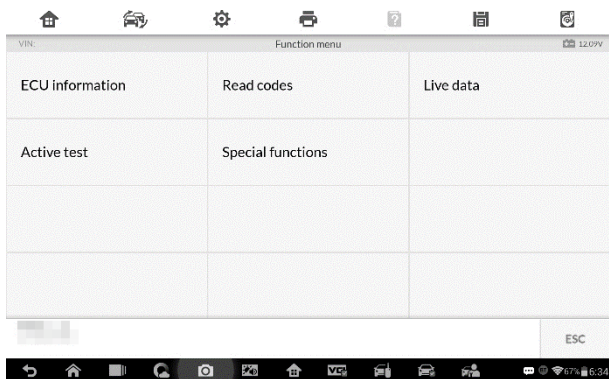 VIN: Function menu 12.09V
ECU information Read codes Live data
Active test Special functions
ESC
VCI
67% 6:34